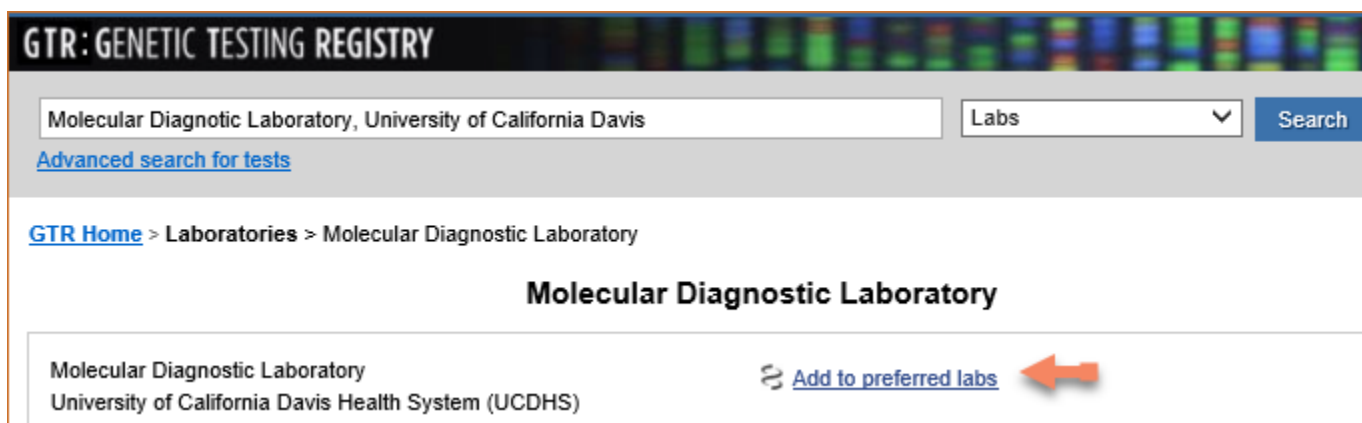 GTR: GENETIC TESTING REGISTRY
Molecular Diagnotic Laboratory, University of California Davis
Labs
Search
Advanced search for tests
GTR Home > Laboratories > Molecular Diagnostic Laboratory
Molecular Diagnostic Laboratory
Molecular Diagnostic Laboratory
Add to preferred labs
University of California Davis Health System (UCDHS)